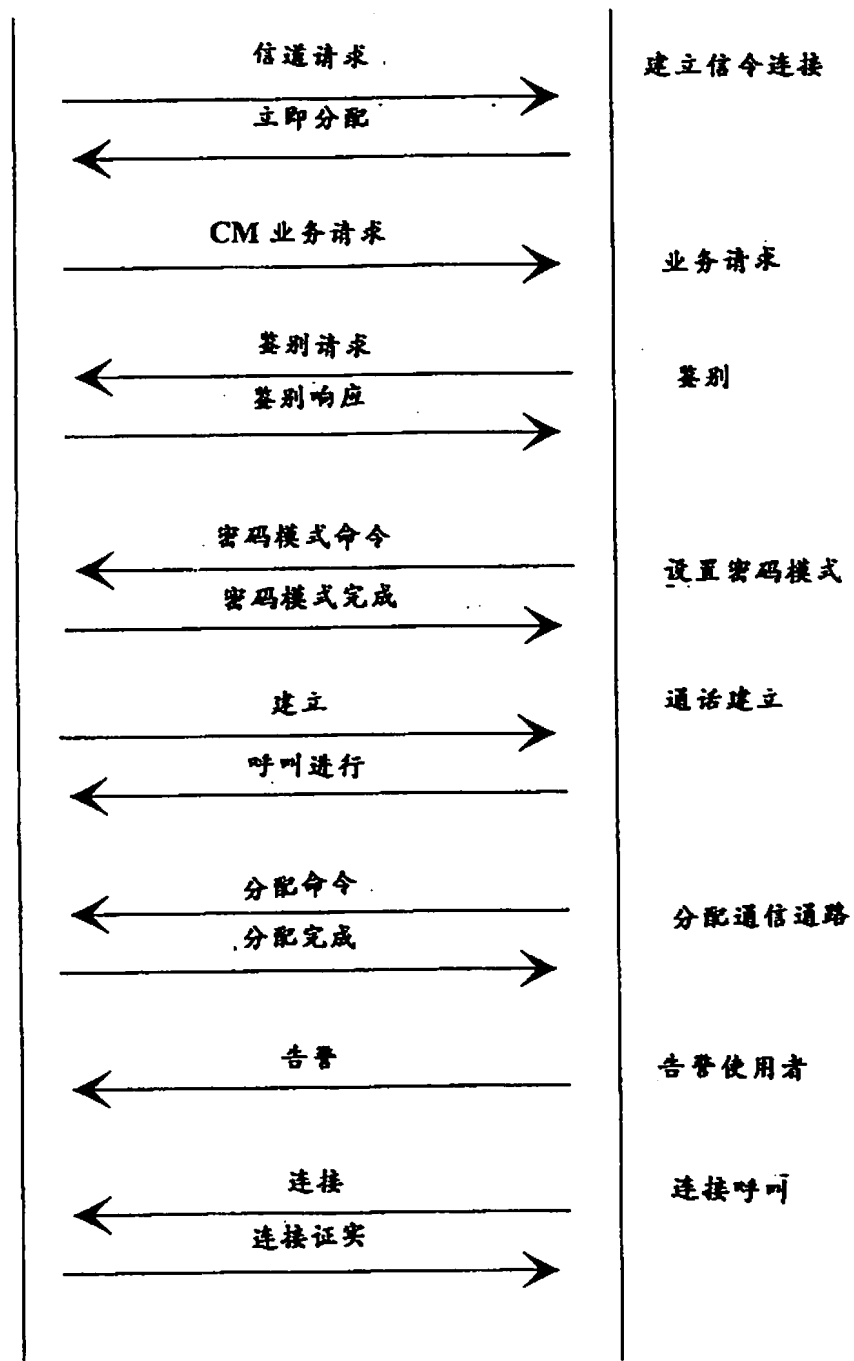 信道请求
建立信令连接
立即分配
CM 业务请求
业务请求
鉴别请求
鉴别
鉴别响应
密码模式命令
设置密码模式
密码模式完成
建立
通话建立
呼叫进行
分配命令
分配通信通路
分配完成
告警
告警使用者
连接
连接呼叫
连接证实